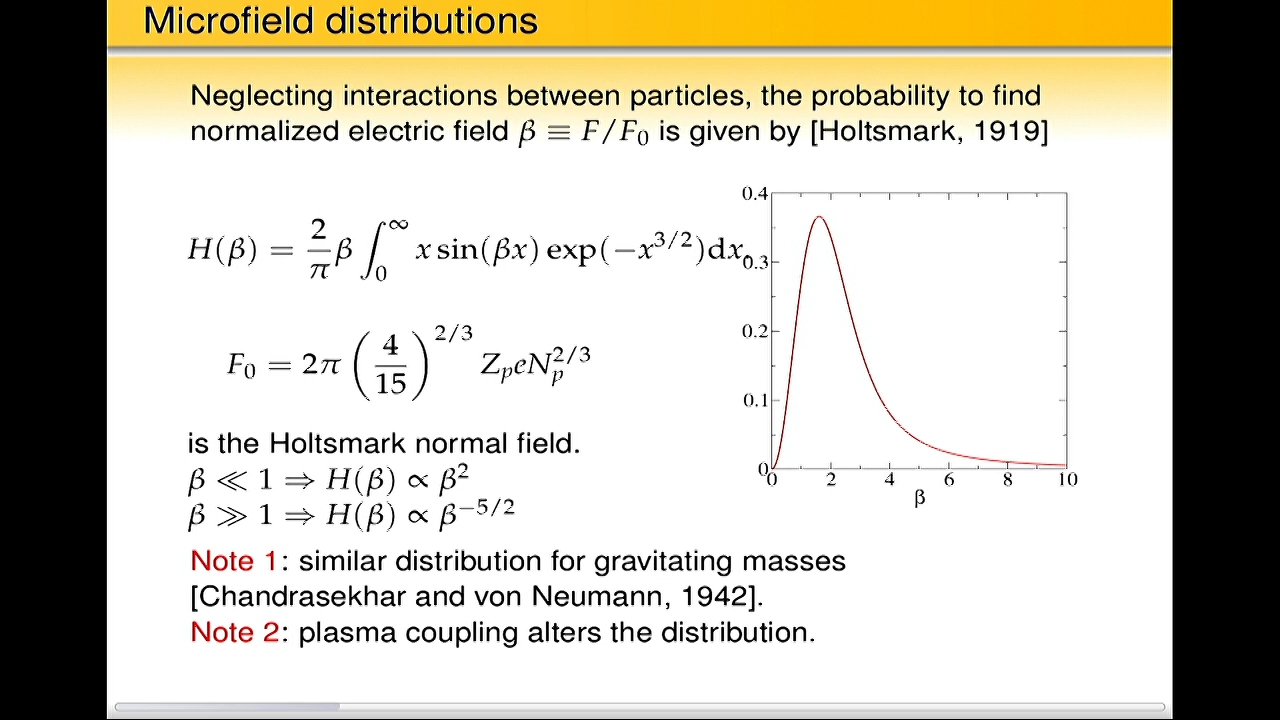 Microfield distributions
Neglecting interactions between particles, the probability to find
normalized electric field β ≡ F/F₀ is given by [Holtsmark, 1919]
H(β) = 2/π β ∫₀^∞ x sin(βx) exp(−x^{3/2})dx,
F₀ = 2π (4/15)^{2/3} Z_p e N_p^{2/3}
is the Holtsmark normal field.
β ≪ 1 ⇒ H(β) ∝ β²
β ≫ 1 ⇒ H(β) ∝ β^{−5/2}
0.4
0.3
0.2
0.1
0
0 2 4 6 8 10
β
Note 1: similar distribution for gravitating masses
[Chandrasekhar and von Neumann, 1942].
Note 2: plasma coupling alters the distribution.